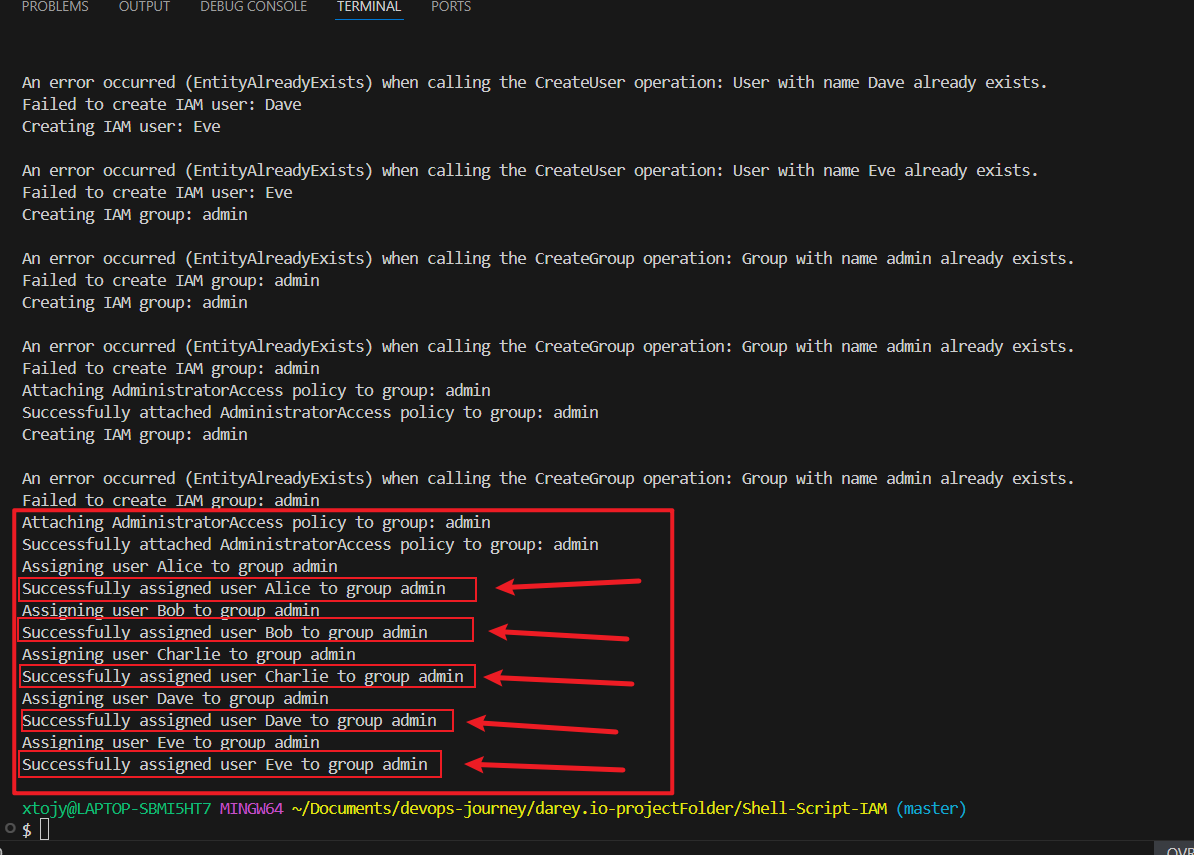 PROBLEMS OUTPUT DEBUG CONSOLE TERMINAL PORTS
An error occurred (EntityAlreadyExists) when calling the CreateUser operation: User with name Dave already exists.
Failed to create IAM user: Dave
Creating IAM user: Eve
An error occurred (EntityAlreadyExists) when calling the CreateUser operation: User with name Eve already exists.
Failed to create IAM user: Eve
Creating IAM group: admin
An error occurred (EntityAlreadyExists) when calling the CreateGroup operation: Group with name admin already exists.
Failed to create IAM group: admin
Creating IAM group: admin
An error occurred (EntityAlreadyExists) when calling the CreateGroup operation: Group with name admin already exists.
Failed to create IAM group: admin
Attaching AdministratorAccess policy to group: admin
Successfully attached AdministratorAccess policy to group: admin
Creating IAM group: admin
An error occurred (EntityAlreadyExists) when calling the CreateGroup operation: Group with name admin already exists.
Failed to create IAM group: admin
Attaching AdministratorAccess policy to group: admin
Successfully attached AdministratorAccess policy to group: admin
Assigning user Alice to group admin
Successfully assigned user Alice to group admin
Assigning user Bob to group admin
Successfully assigned user Bob to group admin
Assigning user Charlie to group admin
Successfully assigned user Charlie to group admin
Assigning user Dave to group admin
Successfully assigned user Dave to group admin
Assigning user Eve to group admin
Successfully assigned user Eve to group admin
xtojy@LAPTOP-SBMI5HT7 MINGW64 ~/Documents/devops-journey/darey.io-projectFolder/Shell-Script-IAM (master)
$